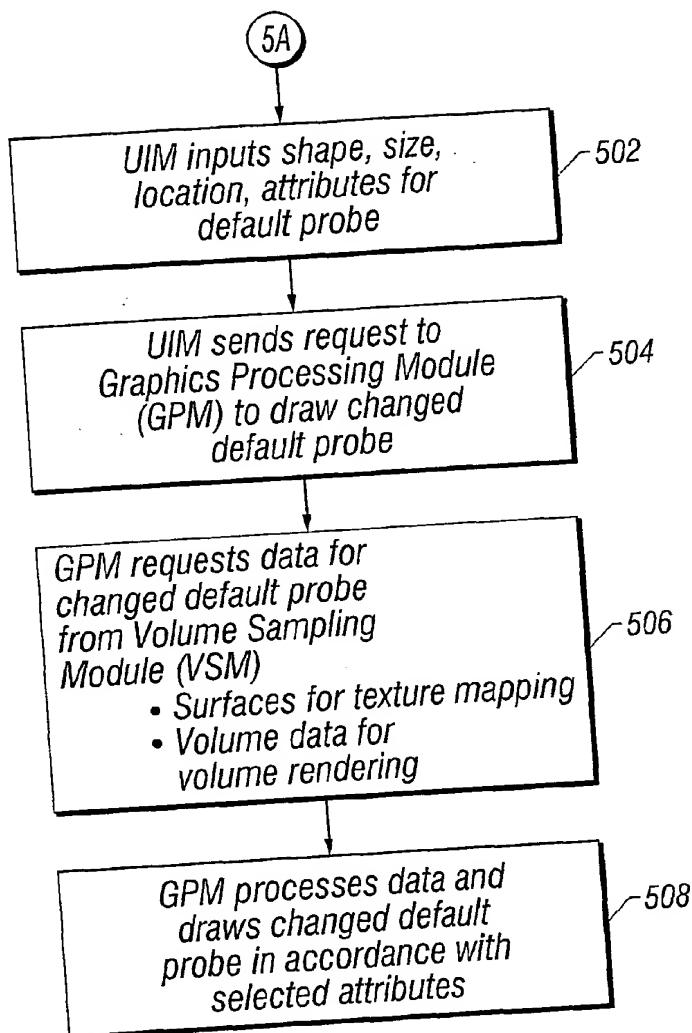 5A
UIM inputs shape, size,
location, attributes for
default probe
502
UIM sends request to
Graphics Processing Module
(GPM) to draw changed
default probe
504
GPM requests data for
changed default probe
from Volume Sampling
Module (VSM)
• Surfaces for texture mapping
• Volume data for
volume rendering
506
GPM processes data and
draws changed default
probe in accordance with
selected attributes
508